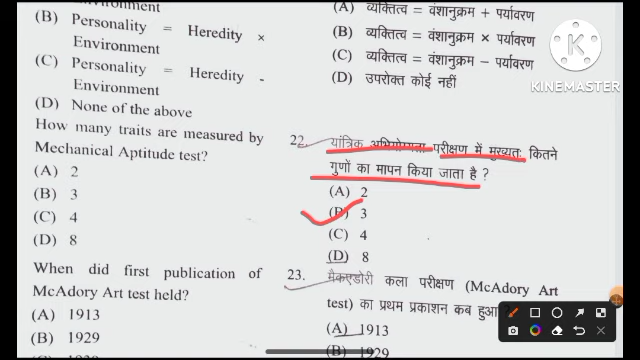 Environment
(B) Personality = Heredity ×
Environment
(C) Personality = Heredity -
Environment
(D) None of the above
How many traits are measured by
Mechanical Aptitude test?
(A) 2
(B) 3
(C) 4
(D) 8
When did first publication of
McAdory Art test held?
(A) 1913
(B) 1929
(A) व्यक्तित्व = वंशानुक्रम + पर्यावरण
(B) व्यक्तित्व = वंशानुक्रम × पर्यावरण
(C) व्यक्तित्व = वंशानुक्रम – पर्यावरण
(D) उपरोक्त कोई नहीं
22. यांत्रिक अभियोग्यता परीक्षण में मुख्यतः कितने
गुणों का मापन किया जाता है ?
(A) 2
(B) 3
(C) 4
(D) 8
23. मैकएडोरी कला परीक्षण (McAdory Art
test) का प्रथम प्रकाशन कब हुआ
(A) 1913
(B) 1929
KINEMASTER